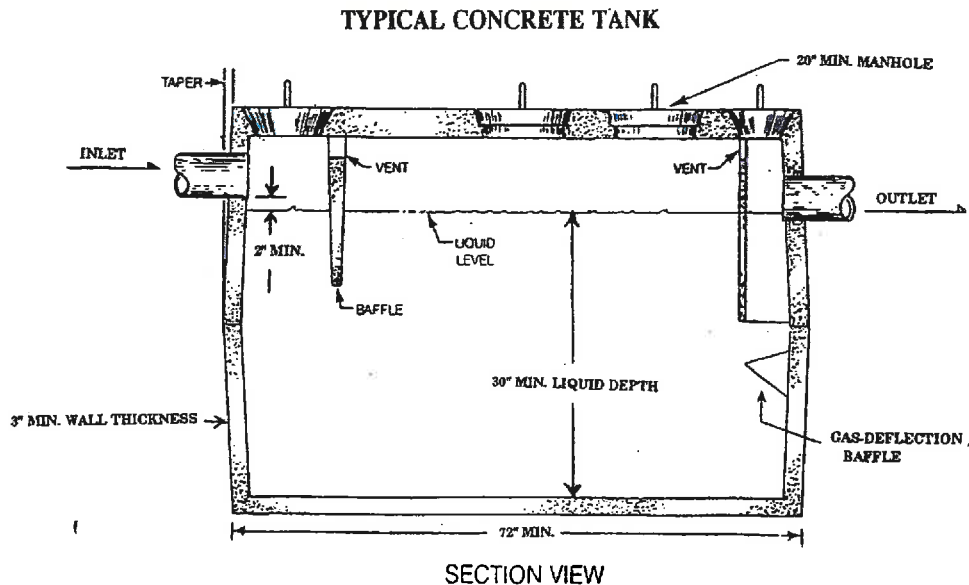 TYPICAL CONCRETE TANK
20" MIN. MANHOLE
TAPER
INLET
VENT
VENT
OUTLET
2" MIN.
LIQUID
LEVEL
BAFFLE
30" MIN. LIQUID DEPTH
3" MIN. WALL THICKNESS
GAS-DEFLECTION
BAFFLE
72" MIN.
SECTION VIEW